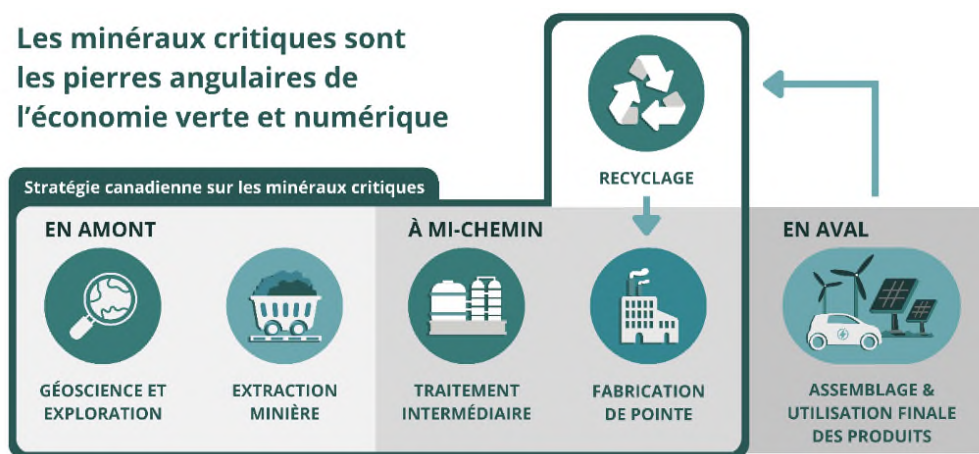 Les minéraux critiques sont
les pierres angulaires de
l'économie verte et numérique
RECYCLAGE
Stratégie canadienne sur les minéraux critiques
EN AMONT
À MI-CHEMIN
EN AVAL
GÉOSCIENCE ET
EXPLORATION
EXTRACTION
MINIÈRE
TRAITEMENT
INTERMÉDIAIRE
FABRICATION
DE POINTE
ASSEMBLAGE &
UTILISATION FINALE
DES PRODUITS